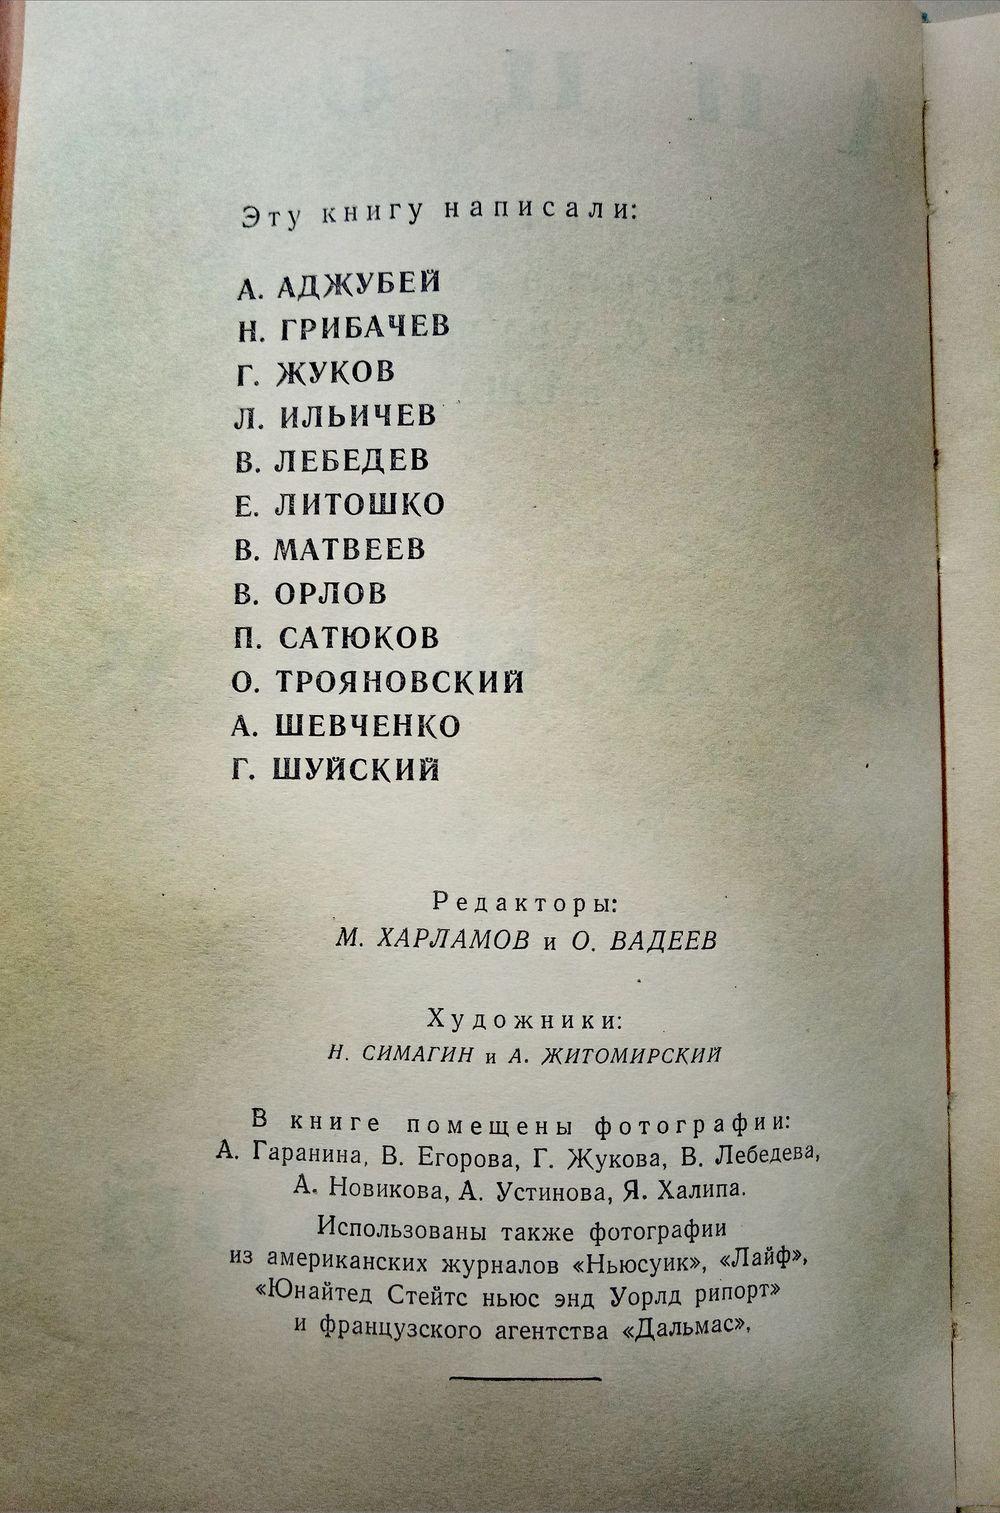 Эту книгу написали:
А. АДЖУБЕЙ
Н. ГРИБАЧЕВ
Г. ЖУКОВ
Л. ИЛЬИЧЕВ
В. ЛЕБЕДЕВ
Е. ЛИТОШКО
В. МАТВЕЕВ
В. ОРЛОВ
П. САТЮКОВ
О. ТРОЯНОВСКИЙ
А. ШЕВЧЕНКО
Г. ШУЙСКИЙ
Редакторы:
М. ХАРЛАМОВ и О. ВАДЕЕВ
Художники:
Н. СИМАГИН и А. ЖИТОМИРСКИЙ
В книге помещены фотографии:
А. Гаранина, В. Егорова, Г. Жукова, В. Лебедева,
А. Новикова, А. Устинова, Я. Халипа.
Использованы также фотографии
из американских журналов «Ньюсуик», «Лайф»,
«Юнайтед Стейтс ньюс энд Уорлд рипорт»
и французского агентства «Дальмас»,